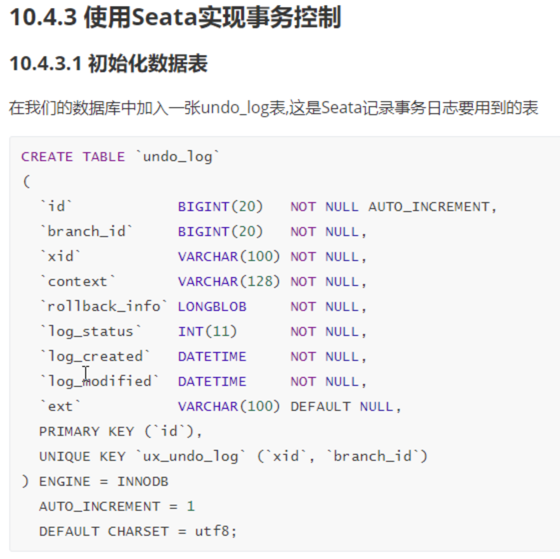 10.4.3 使用Seata实现事务控制
10.4.3.1 初始化数据表
在我们的数据库中加入一张undo_log表,这是Seata记录事务日志要用到的表
CREATE TABLE `undo_log`
(
  `id`            BIGINT(20)   NOT NULL AUTO_INCREMENT,
  `branch_id`     BIGINT(20)   NOT NULL,
  `xid`           VARCHAR(100) NOT NULL,
  `context`       VARCHAR(128) NOT NULL,
  `rollback_info` LONGBLOB     NOT NULL,
  `log_status`    INT(11)      NOT NULL,
  `log_created`   DATETIME     NOT NULL,
  `log_modified`  DATETIME     NOT NULL,
  `ext`           VARCHAR(100) DEFAULT NULL,
  PRIMARY KEY (`id`),
  UNIQUE KEY `ux_undo_log` (`xid`, `branch_id`)
) ENGINE = INNODB
  AUTO_INCREMENT = 1
  DEFAULT CHARSET = utf8;